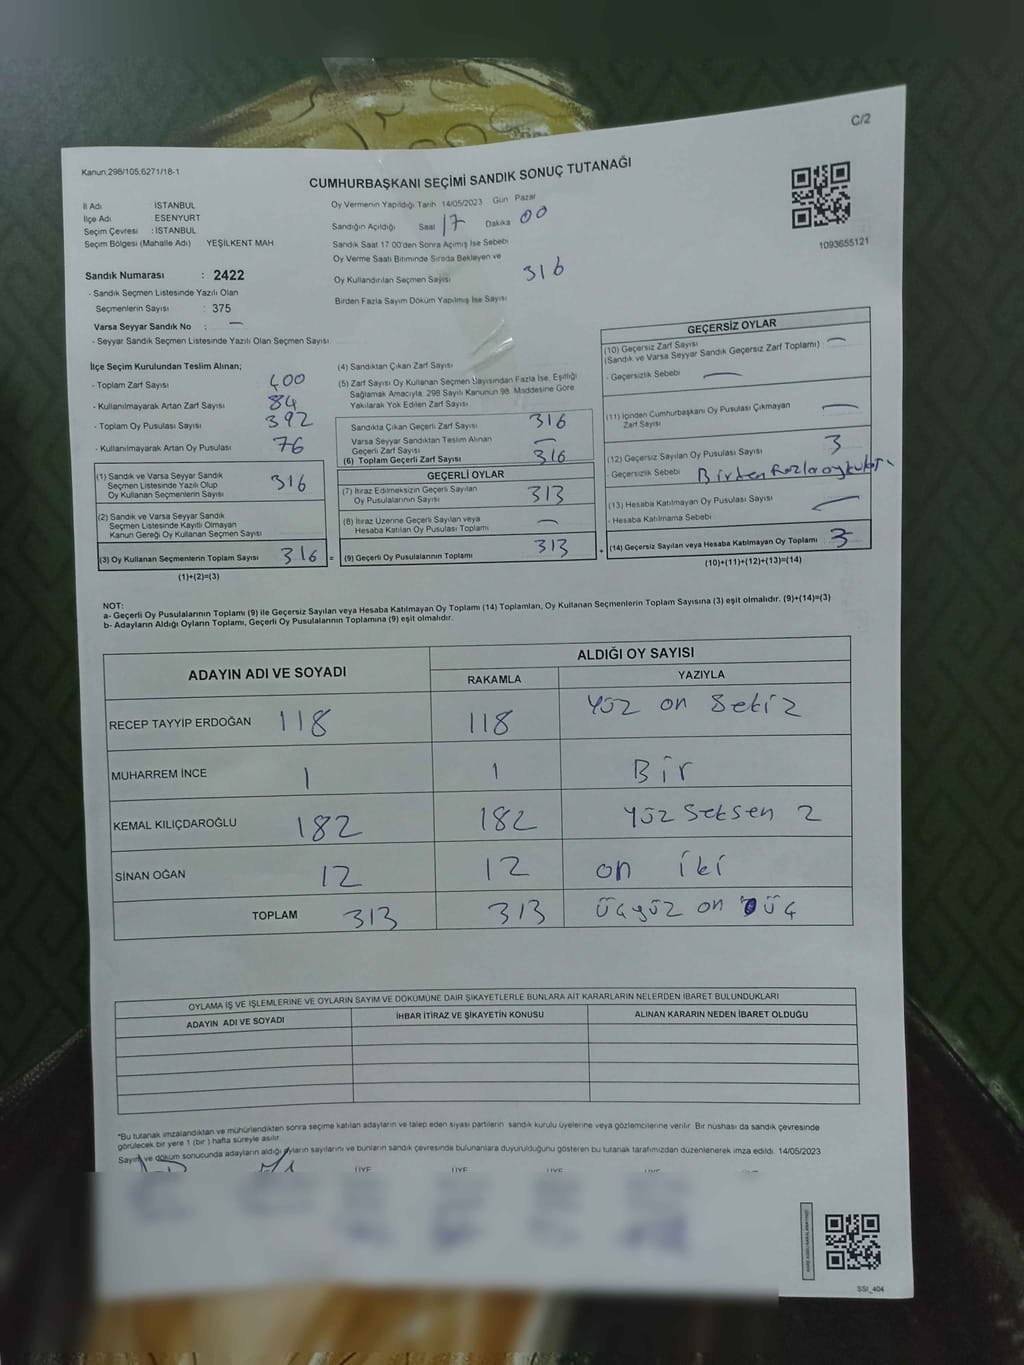 C/2
Kanun.298/105,6271/18-1
CUMHURBAŞKANI SEÇİMİ SANDIK SONUÇ TUTANAĞI
İl Adı İSTANBUL
İlçe Adı ESENYURT
Seçim Çevresi : İSTANBUL
Seçim Bölgesi (Mahalle Adı) YEŞİLKENT MAH
Sandık Numarası : 2422
- Sandık Seçmen Listesinde Yazılı Olan
Seçmenlerin Sayısı : 375
Varsa Seyyar Sandık No : —
- Seyyar Sandık Seçmen Listesinde Yazılı Olan Seçmen Sayısı
Oy Vermenin Yapıldığı Tarih 14/05/2023 Gün Pazar
Sandığın Açıldığı Saat 17 Dakika 00
Sandık Saat 17 00'den Sonra Açılmış İse Sebebi
Oy Verme Saati Bitiminde Sırada Bekleyen ve
Oy Kullandırılan Seçmen Sayısı 316
Birden Fazla Sayım Döküm Yapılmış İse Sayısı
1093655121
İlçe Seçim Kurulundan Teslim Alınan;
- Toplam Zarf Sayısı 400
- Kullanılmayarak Artan Zarf Sayısı 84
- Toplam Oy Pusulası Sayısı 392
- Kullanılmayarak Artan Oy Pusulası 76
(1) Sandık ve Varsa Seyyar Sandık
Seçmen Listesinde Yazılı Olup
Oy Kullanan Seçmenlerin Sayısı 316
(2) Sandık ve Varsa Seyyar Sandık
Seçmen Listesinde Kayıtlı Olmayan
Kanun Gereği Oy Kullanan Seçmen Sayısı
(3) Oy Kullanan Seçmenlerin Toplam Sayısı 316 =
(1)+(2)=(3)
(4) Sandıktan Çıkan Zarf Sayısı
(5) Zarf Sayısı Oy Kullanan Seçmen Sayısından Fazla İse, Eşitliği
Sağlamak Amacıyla, 298 Sayılı Kanunun 98. Maddesine Göre
Yakılarak Yok Edilen Zarf Sayısı
Sandıkta Çıkan Geçerli Zarf Sayısı 316
Varsa Seyyar Sandıktan Teslim Alınan
Geçerli Zarf Sayısı —
(6) Toplam Geçerli Zarf Sayısı 316
GEÇERLİ OYLAR
(7) İtiraz Edilmeksizin Geçerli Sayılan
Oy Pusulalarının Sayısı 313
(8) İtiraz Üzerine Geçerli Sayılan veya
Hesaba Katılan Oy Pusulası Toplamı —
(9) Geçerli Oy Pusulalarının Toplamı 313 +
GEÇERSİZ OYLAR
(10) Geçersiz Zarf Sayısı
(Sandık ve Varsa Seyyar Sandık Geçersiz Zarf Toplamı) : —
- Geçersizlik Sebebi —
(11) İçinden Cumhurbaşkanı Oy Pusulası Çıkmayan
Zarf Sayısı —
(12) Geçersiz Sayılan Oy Pusulası Sayısı 3
- Geçersizlik Sebebi Birden fazla
(13) Hesaba Katılmayan Oy Pusulası Sayısı —
- Hesaba Katılmama Sebebi
(14) Geçersiz Sayılan veya Hesaba Katılmayan Oy Toplamı 3
(10)+(11)+(12)+(13)=(14)
NOT:
a- Geçerli Oy Pusulalarının Toplamı (9) ile Geçersiz Sayılan veya Hesaba Katılmayan Oy Toplamı (14) Toplamları, Oy Kullanan Seçmenlerin Toplam Sayısına (3) eşit olmalıdır. (9)+(14)=(3)
b- Adayların Aldığı Oyların Toplamı, Geçerli Oy Pusulalarının Toplamına (9) eşit olmalıdır.
ADAYIN ADI VE SOYADI ALDIĞI OY SAYISI
RAKAMLA YAZIYLA
RECEP TAYYİP ERDOĞAN 118 118 Yüz on Sekiz
MUHARREM İNCE 1 1 Bir
KEMAL KILIÇDAROĞLU 182 182 Yüz Seksen 2
SİNAN OĞAN 12 12 on iki
TOPLAM 313 313 üçyüz on üç
OYLAMA İŞ VE İŞLEMLERİNE VE OYLARIN SAYIM VE DÖKÜMÜNE DAİR ŞİKAYETLERLE BUNLARA AİT KARARLARIN NELERDEN İBARET BULUNDUKLARI
ADAYIN ADI VE SOYADI İHBAR İTİRAZ VE ŞİKAYETİN KONUSU ALINAN KARARIN NEDEN İBARET OLDUĞU
*Bu tutanak imzalandıktan ve mühürlendikten sonra seçime katılan adayların ve talep eden siyasi partilerin sandık kurulu üyelerine veya gözlemcilerine verilir. Bir nüshası da sandık çevresinde
görülecek bir yere 1 (bir) hafta süreyle asılır.
Sayım ve döküm sonucunda adayların aldığı oyların sayılarını ve bunların sandık çevresinde bulunanlara duyurulduğunu gösteren bu tutanak tarafımızdan düzenlenerek imza edildi. 14/05/2023
ÜYE ÜYE ÜYE ÜYE
SSI_404